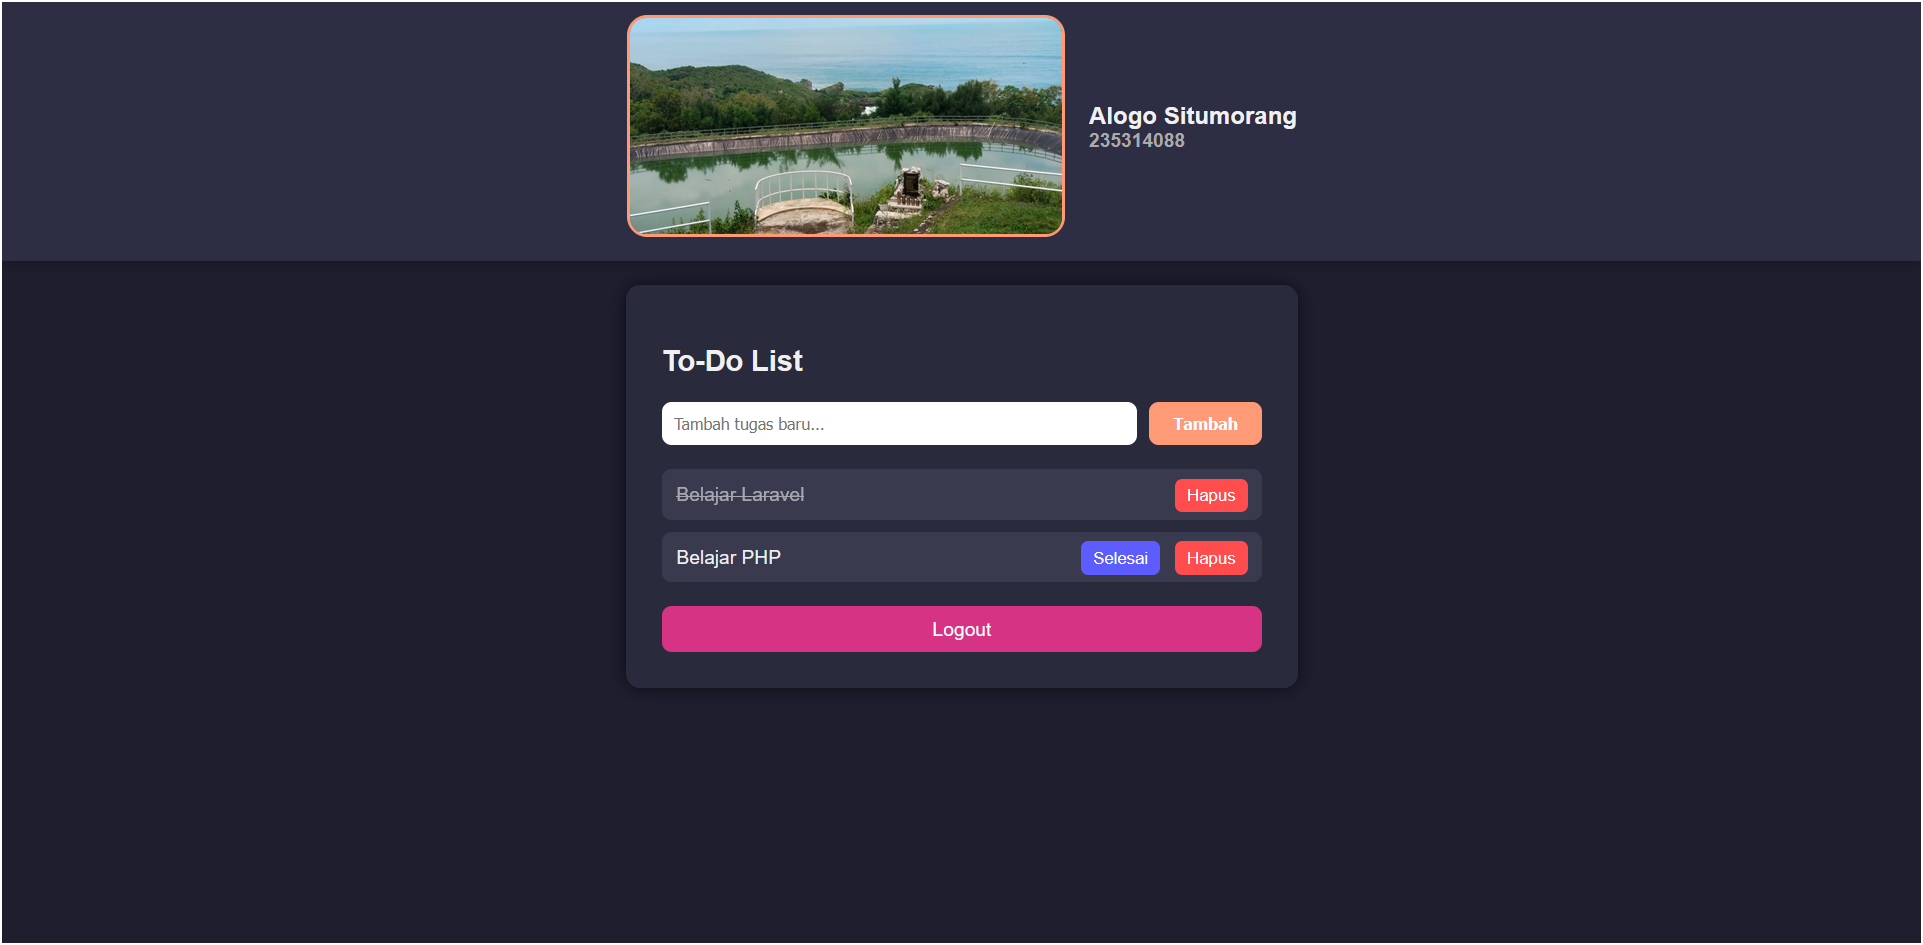 Alogo Situmorang
235314088
To-Do List
Tambah tugas baru...
Tambah
Belajar Laravel
Hapus
Belajar PHP
Selesai
Hapus
Logout